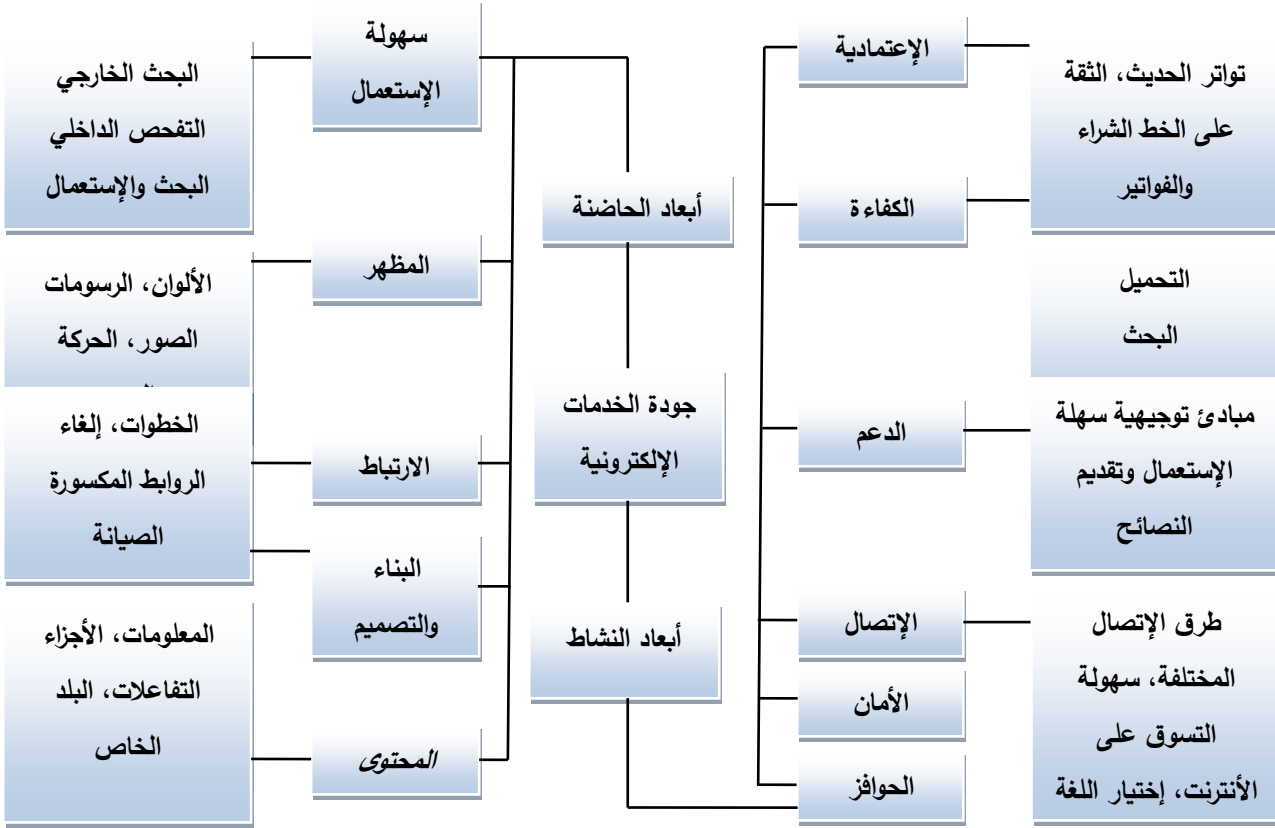 الإعتمادية
تواتر الحديث، الثقة
على الخط الشراء
والفواتير
الكفاءة
التحميل
البحث
الدعم
مبادئ توجيهية سهلة
الإستعمال وتقديم
النصائح
الإتصال
طرق الإتصال
المختلفة، سهولة
التسوق على
الأنترنت، إختيار اللغة
الأمان
الحوافز
أبعاد الحاضنة
جودة الخدمات
الإلكترونية
أبعاد النشاط
سهولة
الإستعمال
البحث الخارجي
التفحص الداخلي
البحث والإستعمال
المظهر
الألوان، الرسومات
الصور، الحركة
الارتباط
الخطوات، إلغاء
الروابط المكسورة
الصيانة
البناء
والتصميم
المحتوى
المعلومات، الأجزاء
التفاعلات، البلد
الخاص